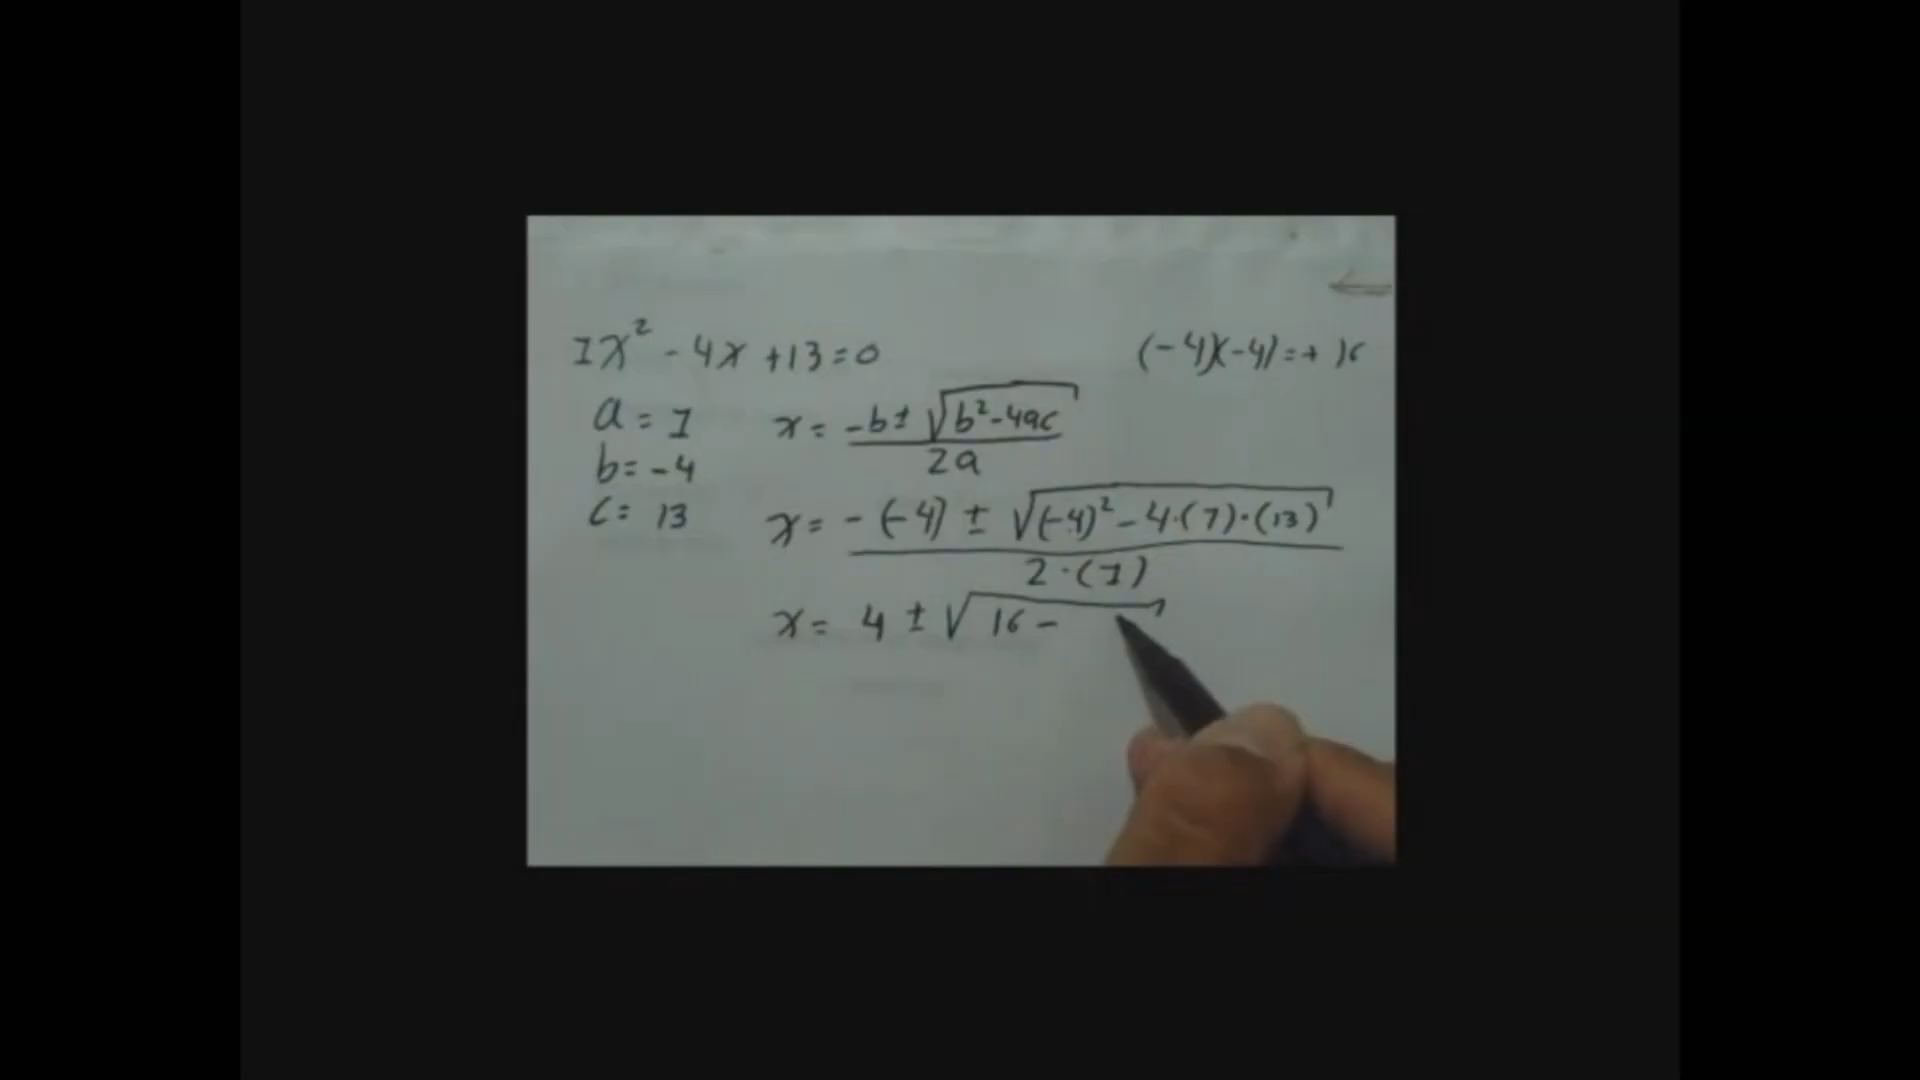 1x² - 4x + 13 = 0
(-4)(-4) = + 16
a = 1
b = -4
c = 13
x = (-b ± √(b² - 4ac)) / 2a
x = (-(-4) ± √((-4)² - 4·(1)·(13))) / 2·(1)
x = 4 ± √(16 -